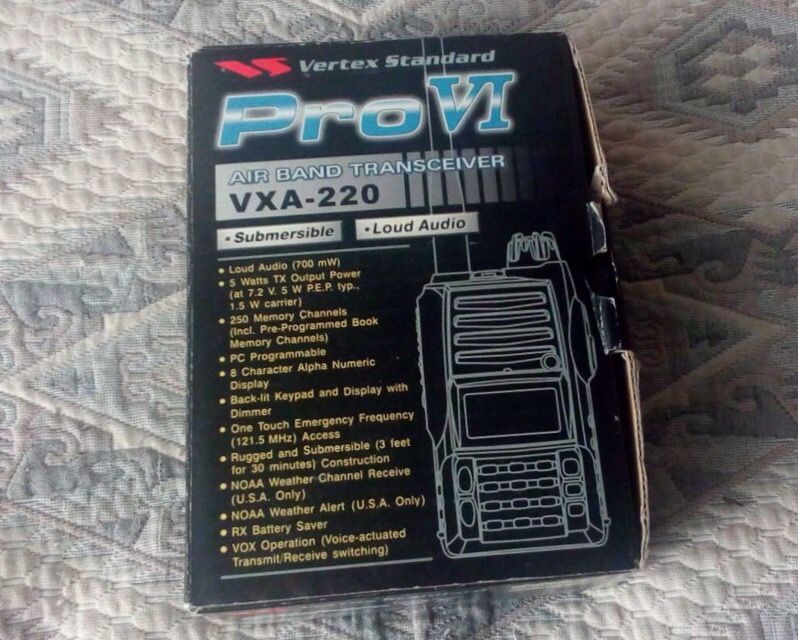 Vertex Standard
Pro VI
AIR BAND TRANSCEIVER
VXA-220
• Submersible
• Loud Audio
• Loud Audio (700 mW)
• 5 Watts TX Output Power
(at 7.2 V. 5 W P.E.P. typ.,
1.5 W carrier)
• 250 Memory Channels
(Incl. Pre-Programmed Book
Memory Channels)
• PC Programmable
• 8 Character Alpha Numeric
Display
• Back-lit Keypad and Display with
Dimmer
• One Touch Emergency Frequency
(121.5 MHz) Access
• Rugged and Submersible (3 feet
for 30 minutes) Construction
• NOAA Weather Channel Receive
(U.S.A. Only)
• NOAA Weather Alert (U.S.A. Only)
• RX Battery Saver
• VOX Operation (Voice-actuated
Transmit/Receive switching)